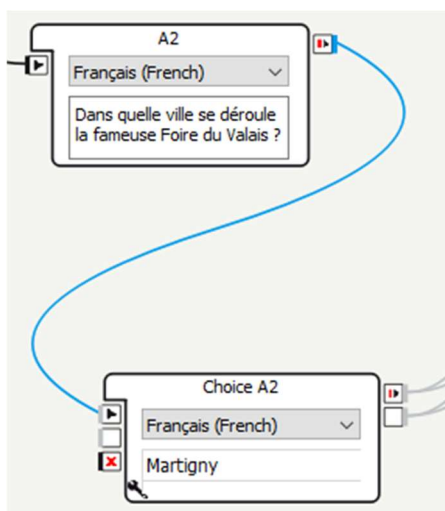 A2
Français (French)
Dans quelle ville se déroule
la fameuse Foire du Valais ?
Choice A2
Français (French)
Martigny